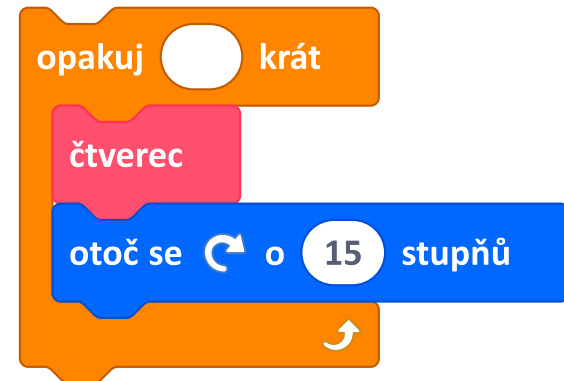 opakuj krát
čtverec
otoč se o 15 stupňů